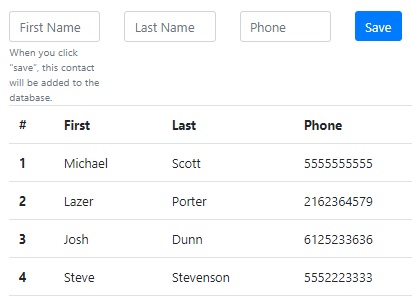 First Name Last Name Phone Save
When you click
"save", this contact
will be added to the
database.
# First Last Phone
1 Michael Scott 5555555555
2 Lazer Porter 2162364579
3 Josh Dunn 6125233636
4 Steve Stevenson 5552223333